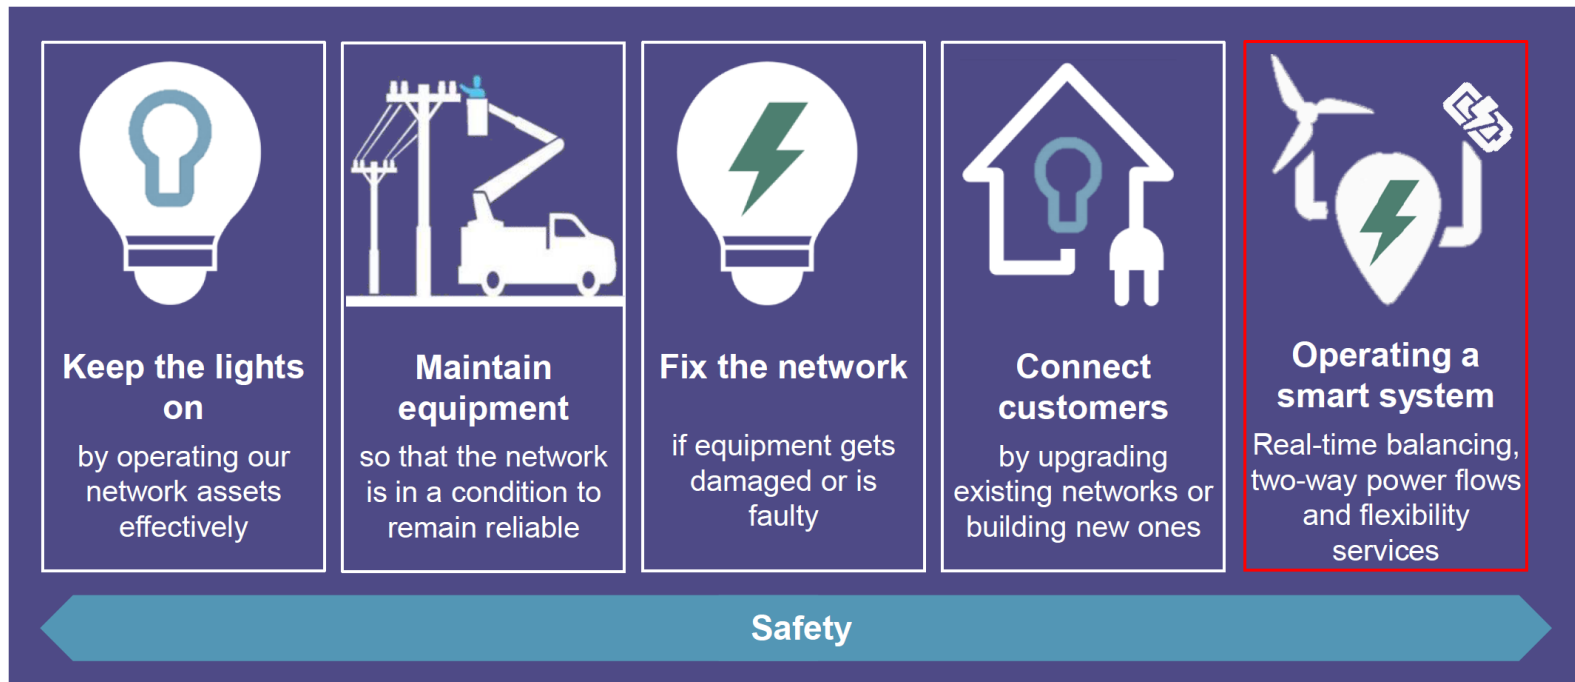 Keep the lights
on
by operating our
network assets
effectively
Maintain
equipment
so that the network
is in a condition to
remain reliable
Fix the network
if equipment gets
damaged or is
faulty
Connect
customers
by upgrading
existing networks or
building new ones
Operating a
smart system
Real-time balancing,
two-way power flows
and flexibility
services
Safety